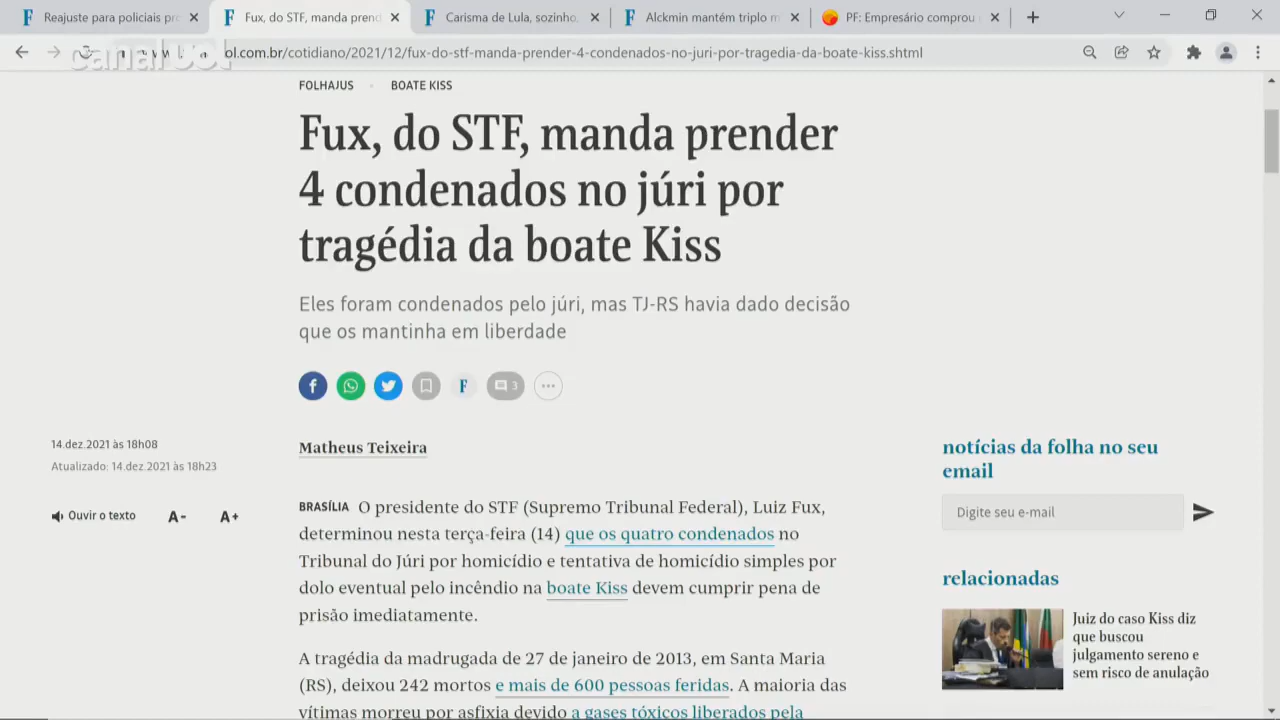 Reajuste para policiais pr
Fux, do STF, manda prend
Carisma de Lula, sozinho,
Alckmin mantém triplo m
PF: Empresário comprou
ol.com.br/cotidiano/2021/12/fux-do-stf-manda-prender-4-condenados-no-juri-por-tragedia-da-boate-kiss.shtml
canal
FOLHAJUS
BOATE KISS
Fux, do STF, manda prender
4 condenados no júri por
tragédia da boate Kiss
Eles foram condenados pelo júri, mas TJ-RS havia dado decisão
que os mantinha em liberdade
3
14.dez.2021 às 18h08
Atualizado: 14.dez.2021 às 18h23
Ouvir o texto
A-
A+
Matheus Teixeira
BRASÍLIA O presidente do STF (Supremo Tribunal Federal), Luiz Fux,
determinou nesta terça-feira (14) que os quatro condenados no
Tribunal do Júri por homicídio e tentativa de homicídio simples por
dolo eventual pelo incêndio na boate Kiss devem cumprir pena de
prisão imediatamente.
A tragédia da madrugada de 27 de janeiro de 2013, em Santa Maria
(RS), deixou 242 mortos e mais de 600 pessoas feridas. A maioria das
vítimas morreu por asfixia devido a gases tóxicos liberados pela
notícias da folha no seu
email
Digite seu e-mail
relacionadas
Juiz do caso Kiss diz
que buscou
julgamento sereno e
sem risco de anulação